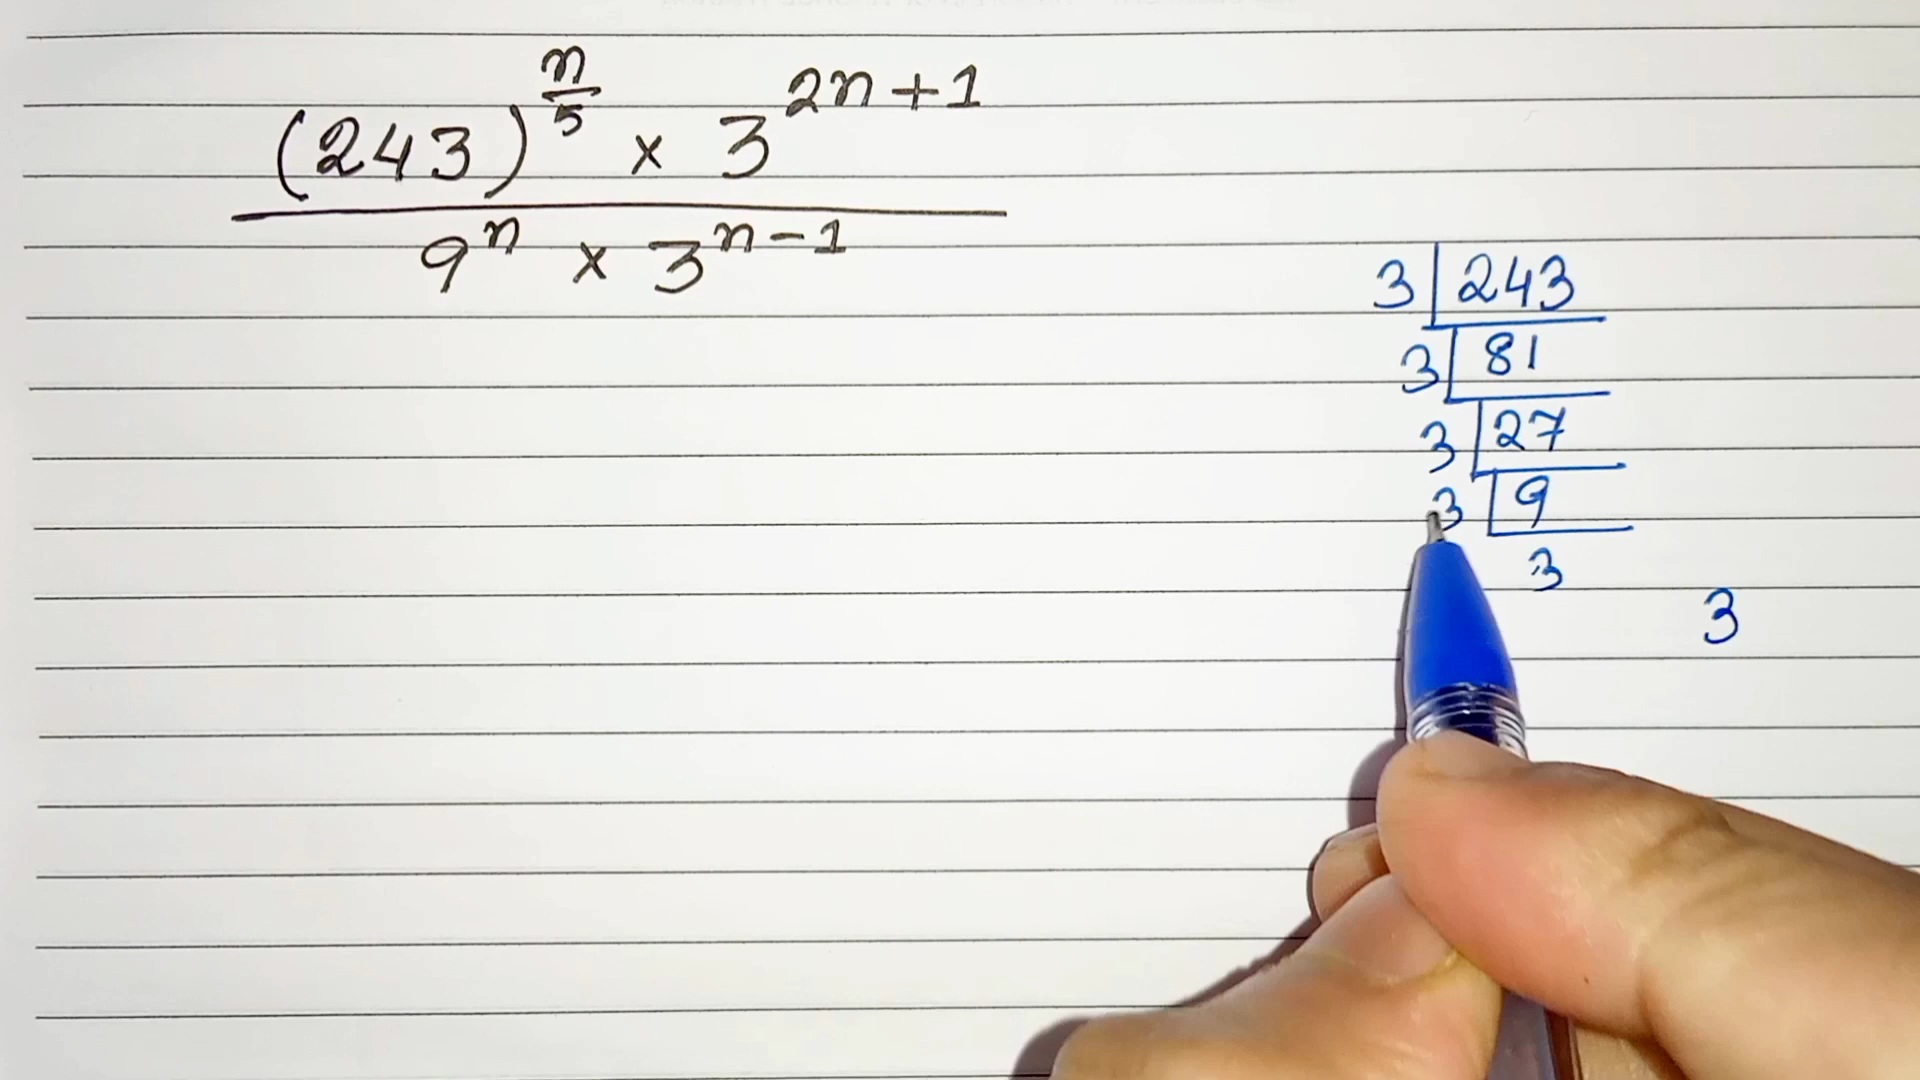 (243)^{n/5} × 3^{2n+1}
9^n × 3^{n-1}
3 | 243
3 | 81
3 | 27
3 | 9
3
3